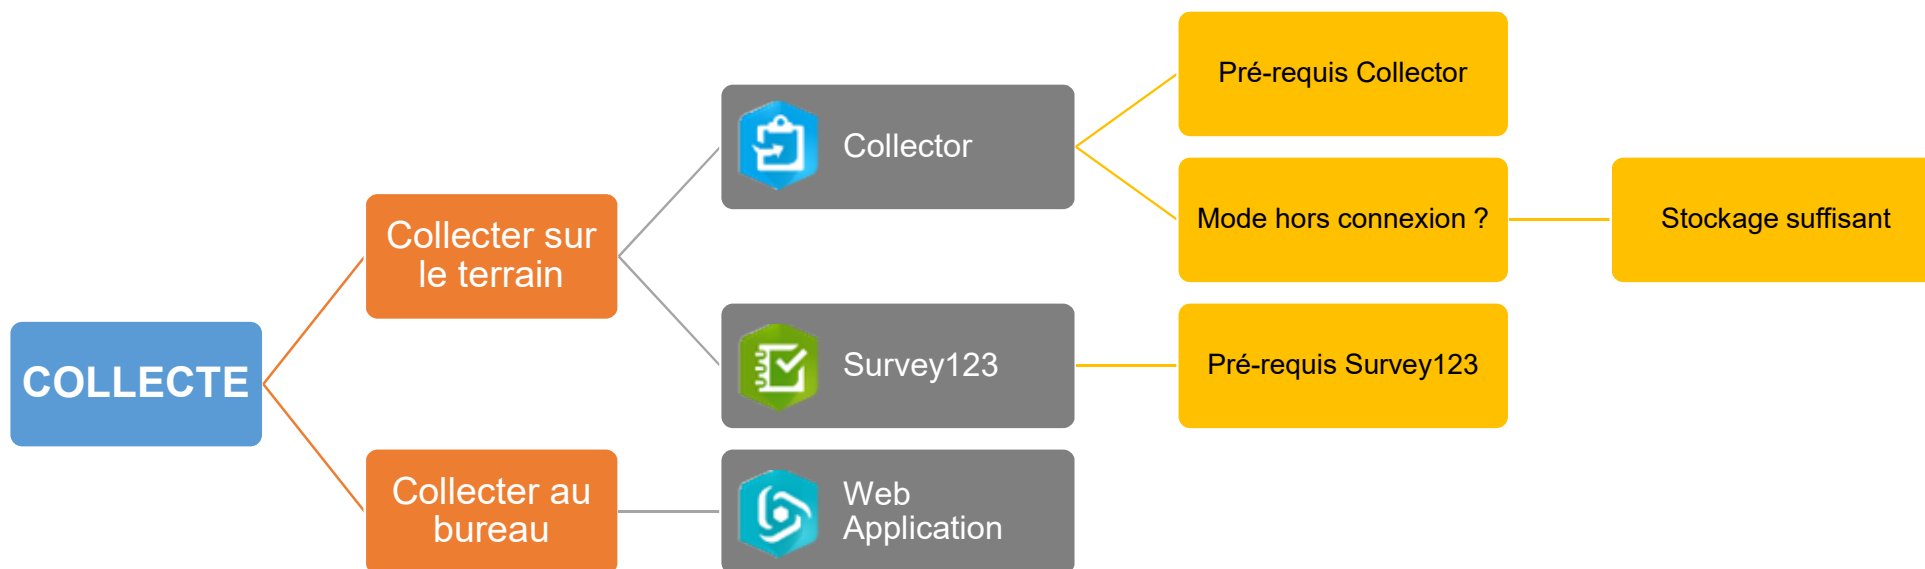 COLLECTE
Collecter sur
le terrain
Collecter au
bureau
Collector
Survey123
Web
Application
Pré-requis Collector
Mode hors connexion ?
Pré-requis Survey123
Stockage suffisant